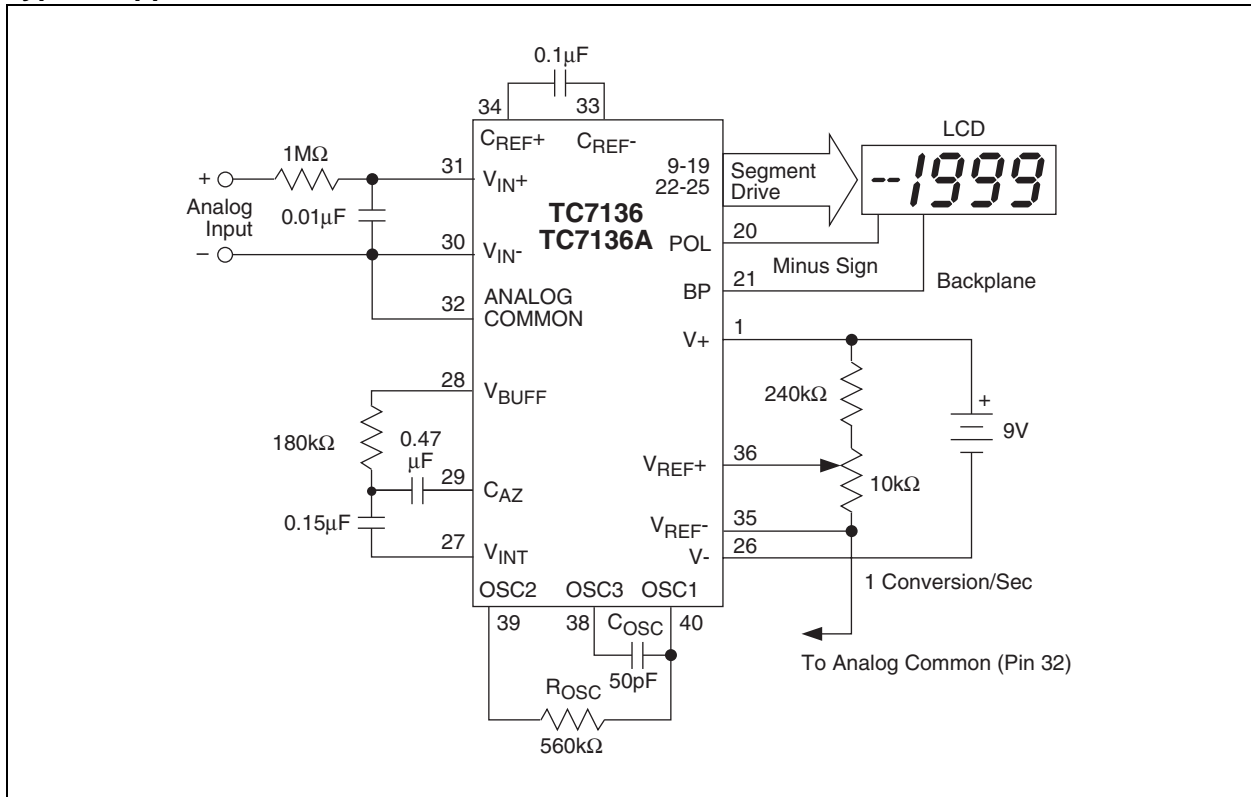 0.1μF
34
33
CREF+
CREF-
LCD
1MΩ
31
VIN+
9-19
22-25
Segment
Drive
-1999
+
Analog
Input
–
0.01μF
TC7136
TC7136A
30
VIN-
POL
20
Minus Sign
32
ANALOG
COMMON
BP
21
Backplane
V+
1
28
VBUFF
240kΩ
+
9V
180kΩ
0.47
μF
VREF+
36
29
CAZ
10kΩ
0.15μF
VREF-
35
27
VINT
V-
26
1 Conversion/Sec
OSC2
OSC3
OSC1
39
38
COSC
40
50pF
To Analog Common (Pin 32)
ROSC
560kΩ